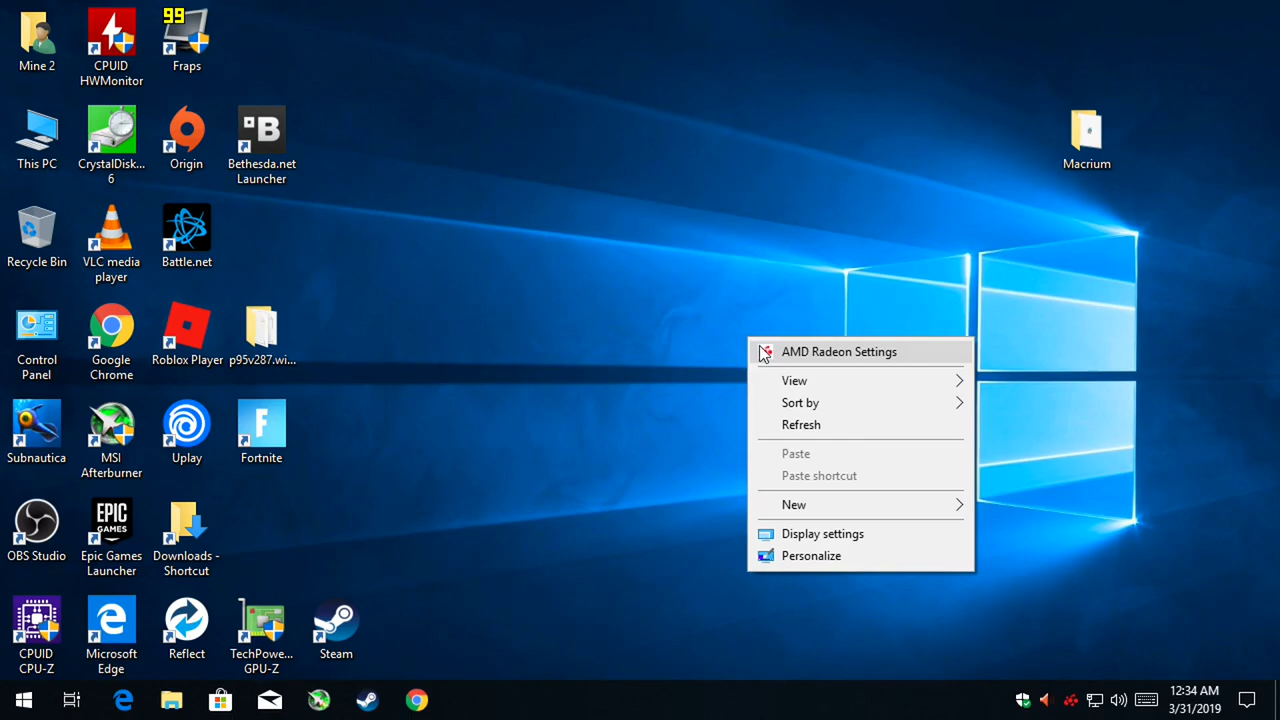 99
Mine 2
CPUID
HWMonitor
Fraps
This PC
CrystalDisk...
6
Origin
B
Bethesda.net
Launcher
Macrium
Recycle Bin
VLC media
player
Battle.net
Control
Panel
Google
Chrome
Roblox Player
p95v287.wi...
AMD Radeon Settings
View
Sort by
Refresh
Paste
Paste shortcut
New
Display settings
Personalize
Subnautica
MSI
Afterburner
Uplay
F
Fortnite
OBS Studio
EPIC
GAMES
Epic Games
Launcher
Downloads -
Shortcut
CPUID
CPU-Z
Microsoft
Edge
Reflect
TechPowe...
GPU-Z
Steam
12:34 AM
3/31/2019